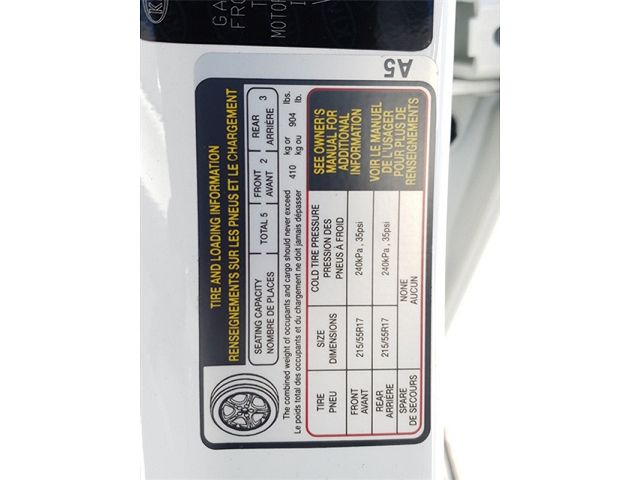 GA
FRO
T
MOTOR
A5
TIRE AND LOADING INFORMATION
RENSEIGNEMENTS SUR LES PNEUS ET LE CHARGEMENT
SEATING CAPACITY TOTAL 5 FRONT 2 REAR 3
NOMBRE DE PLACES AVANT ARRIÈRE
The combined weight of occupants and cargo should never exceed 410 kg or 904 lbs.
Le poids total des occupants et du chargement ne doit jamais dépasser kg ou lb.
TIRE SIZE COLD TIRE PRESSURE
PNEU DIMENSIONS PRESSION DES
PNEUS À FROID
FRONT 215/55R17 240kPa , 35psi
AVANT
REAR 215/55R17 240kPa , 35psi
ARRIÈRE
SPARE NONE
DE SECOURS AUCUN
SEE OWNER'S
MANUAL FOR
ADDITIONAL
INFORMATION
VOIR LE MANUEL
DE L'USAGER
POUR PLUS DE
RENSEIGNEMENTS